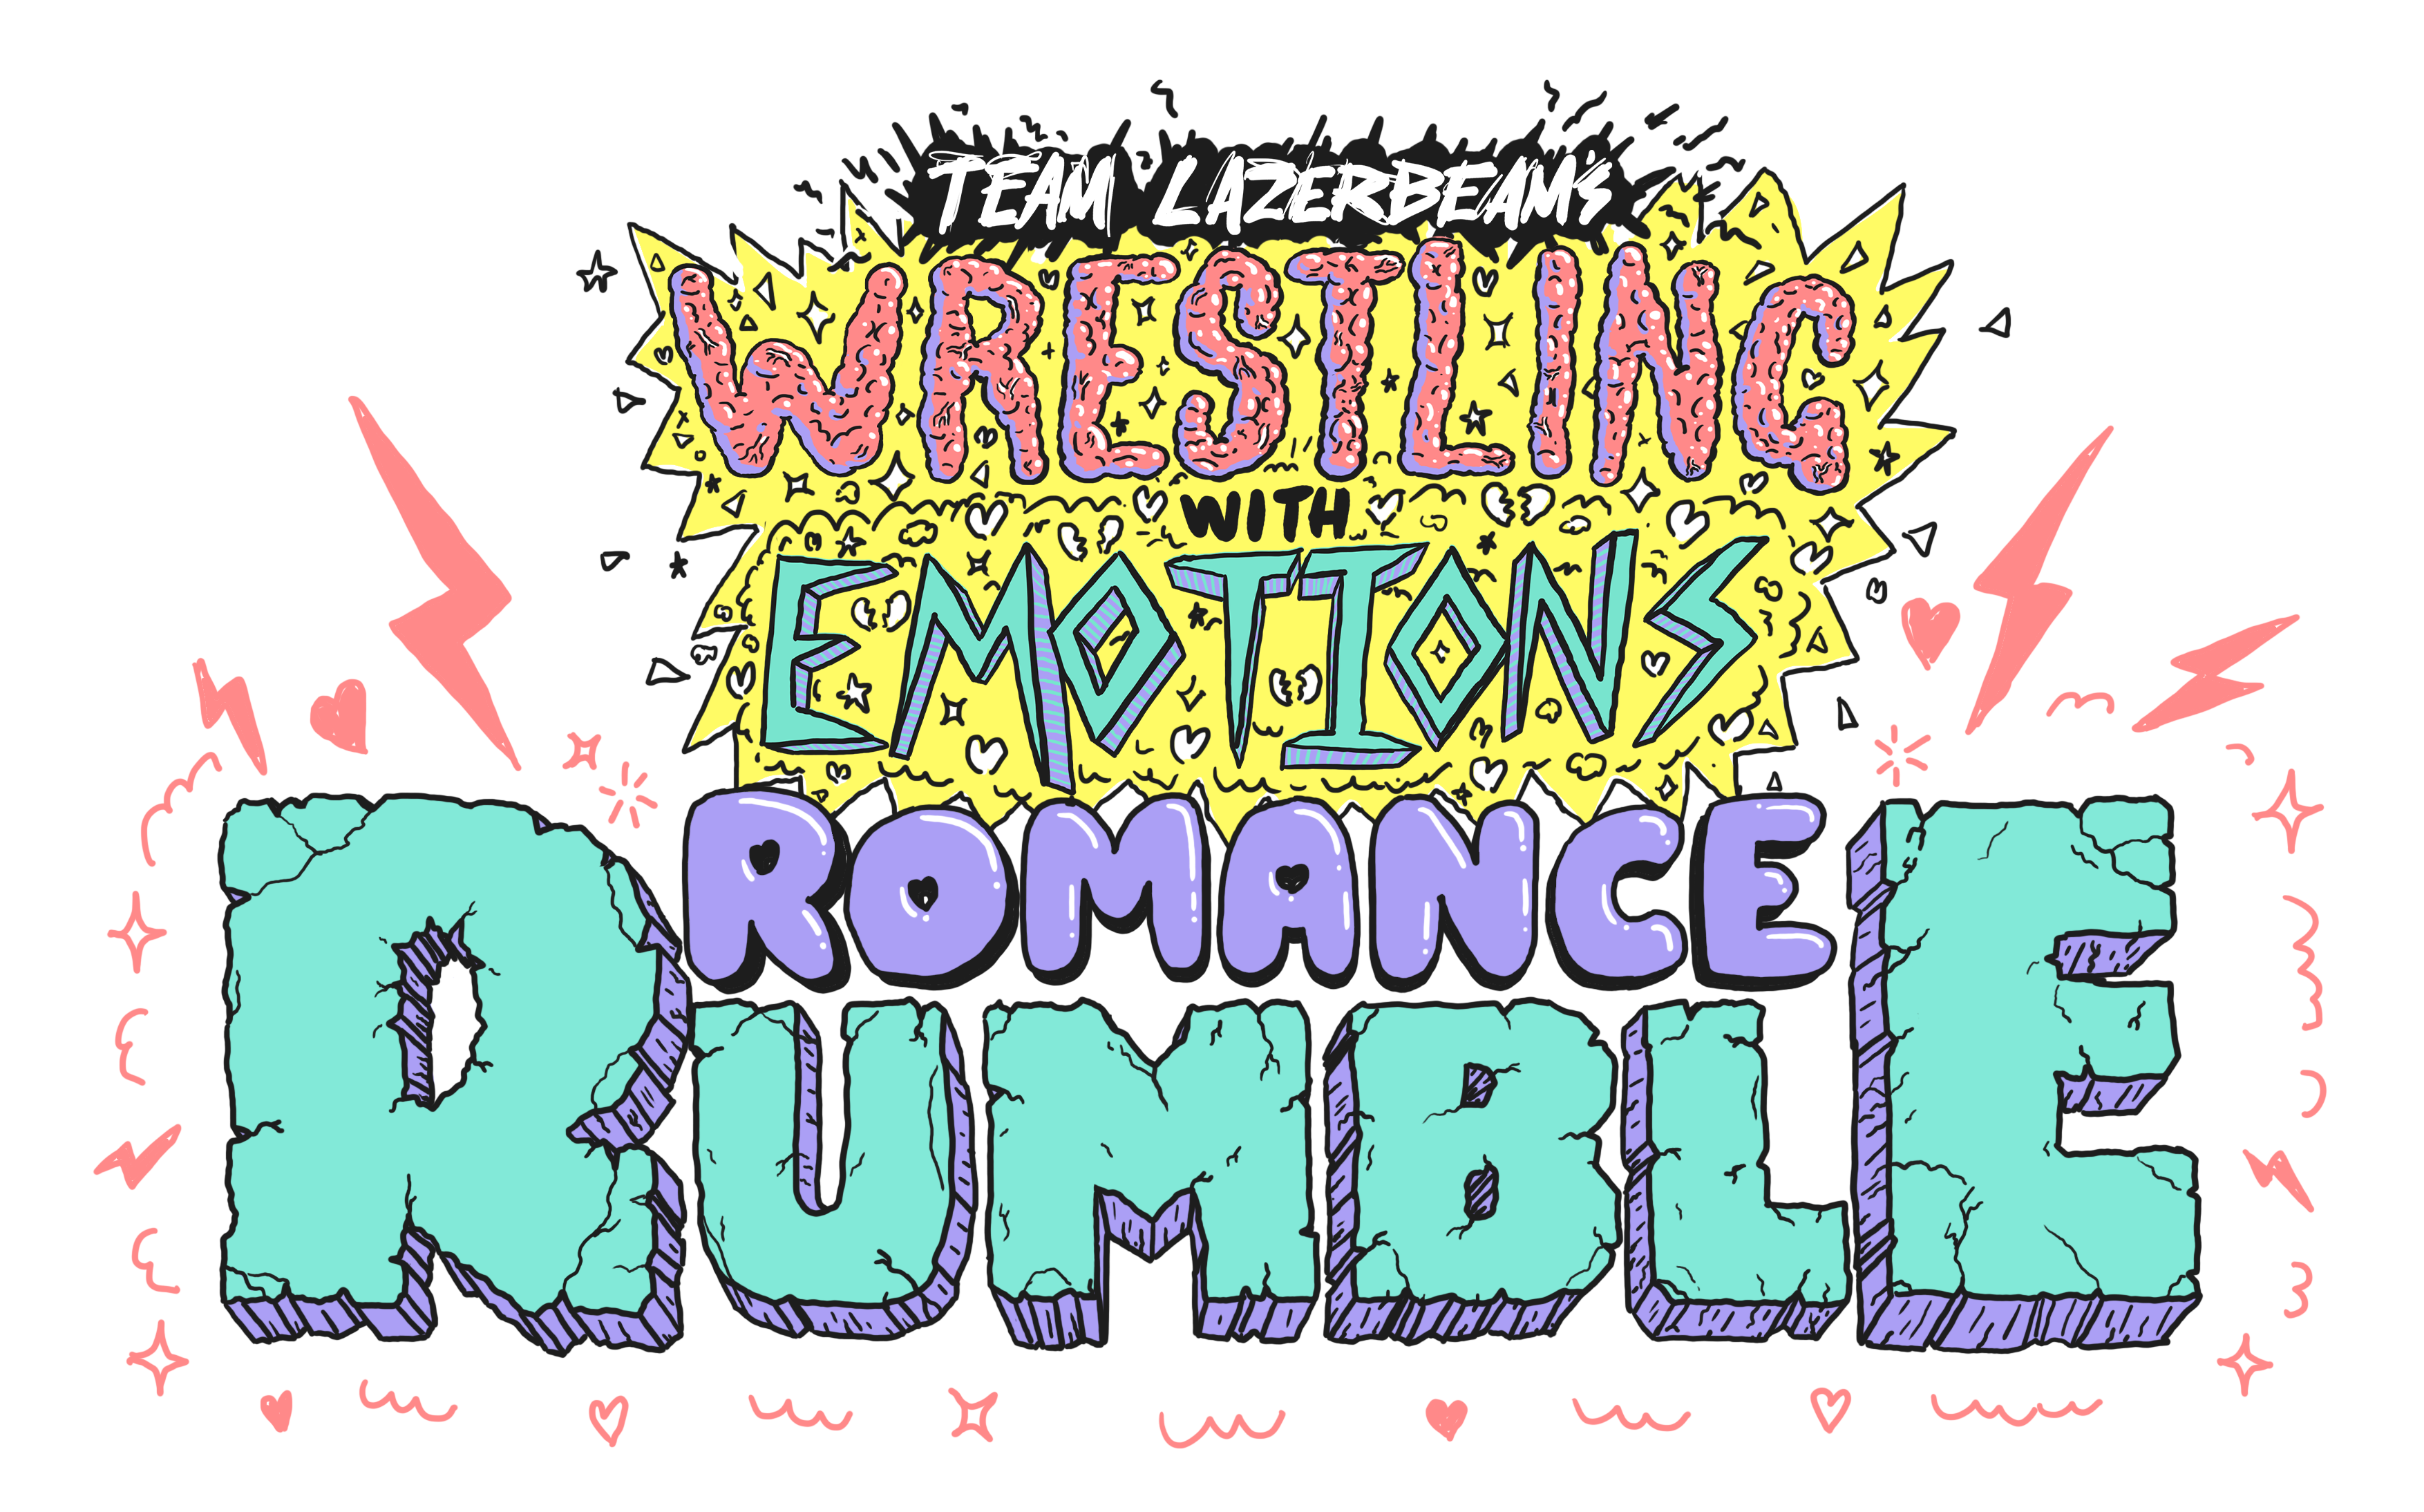 TEAM LAZERBEAM's
WRESTLING
WITH
EMOTIONS
ROMANCE
RUMBLE